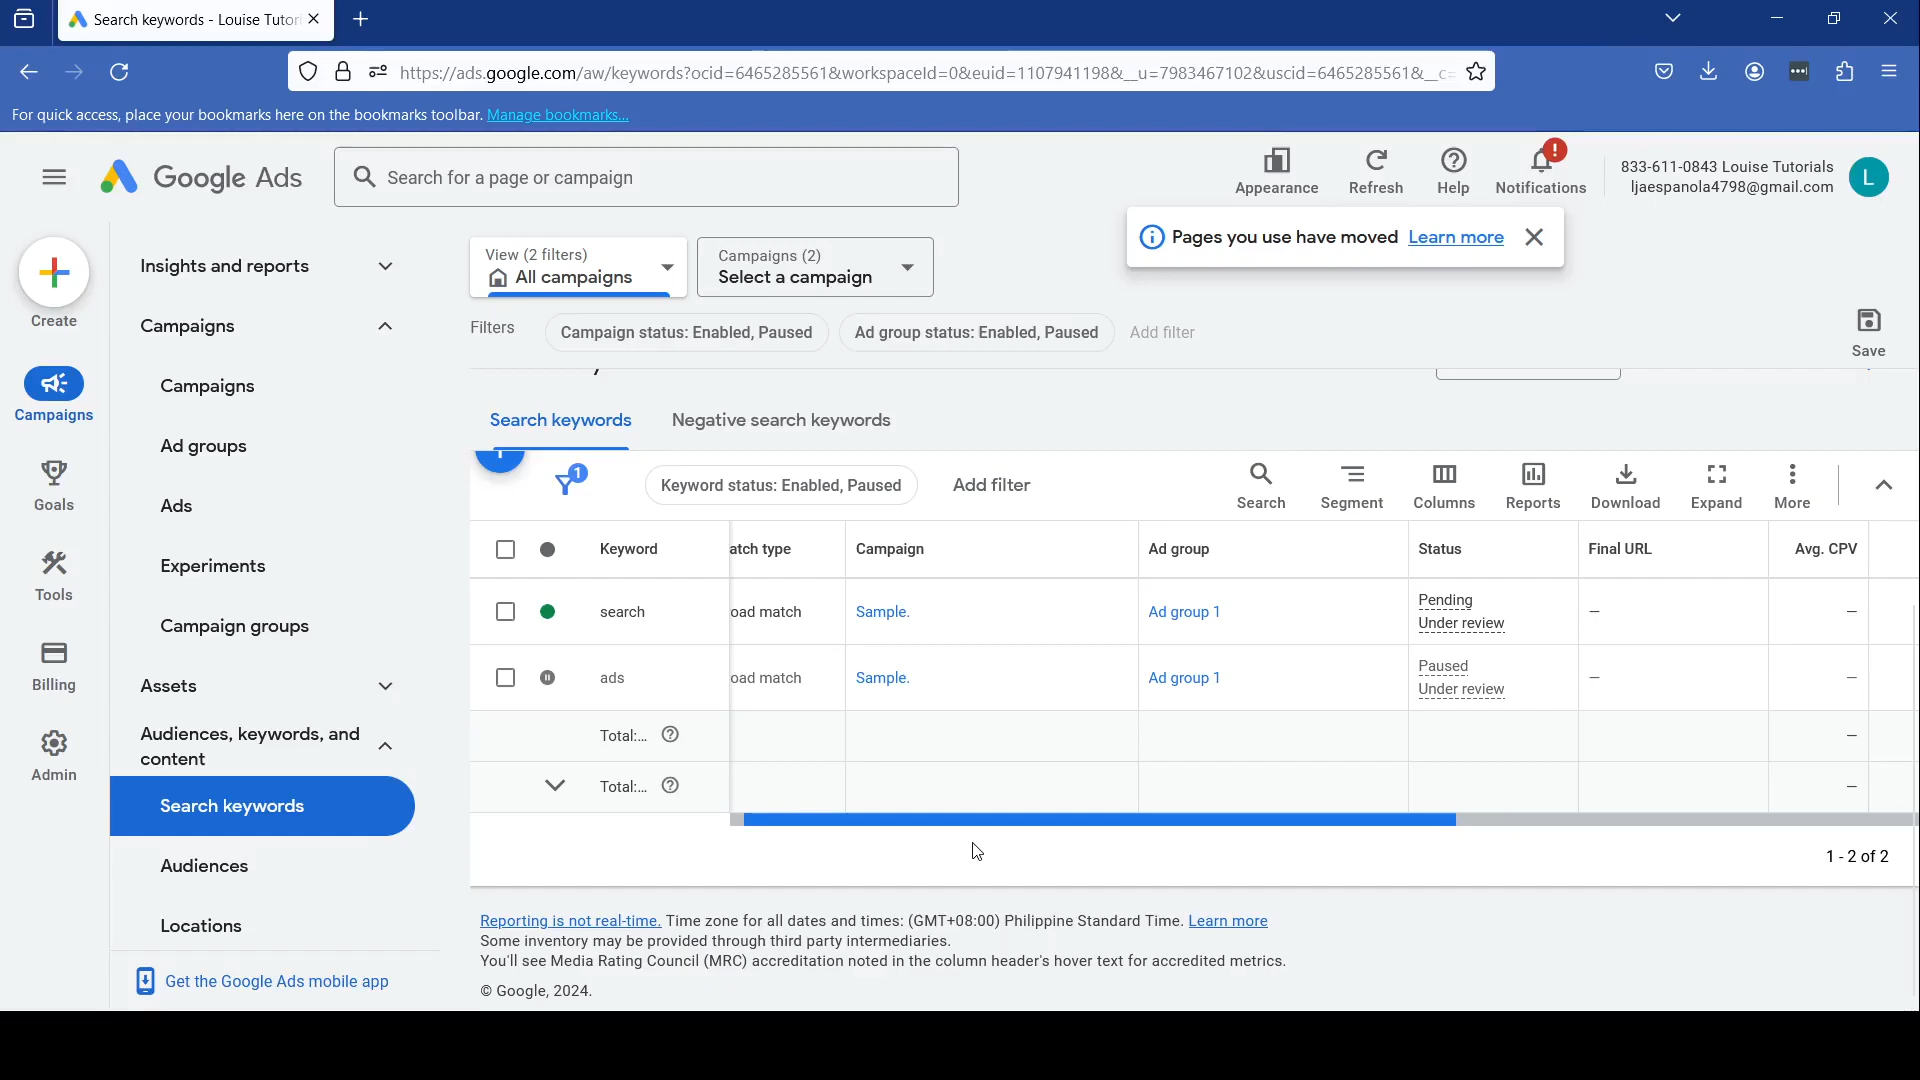 Search keywords - Louise Tutori
https://ads.google.com/aw/keywords?ocid=6465285561&workspaceId=0&euid=1107941198&__u=7983467102&uscid=6465285561&__c=
For quick access, place your bookmarks here on the bookmarks toolbar. Manage bookmarks...
Google Ads
Search for a page or campaign
Appearance
Refresh
Help
!
Notifications
833-611-0843 Louise Tutorials
ljaespanola4798@gmail.com
L
Pages you use have moved Learn more
Create
Campaigns
Goals
Tools
Billing
Admin
Insights and reports
Campaigns
Campaigns
Ad groups
Ads
Experiments
Campaign groups
Assets
Audiences, keywords, and
content
Search keywords
Audiences
Locations
Get the Google Ads mobile app
View (2 filters)
All campaigns
Campaigns (2)
Select a campaign
Filters
Campaign status: Enabled, Paused
Ad group status: Enabled, Paused
Add filter
Save
Search keywords
Negative search keywords
1
Keyword status: Enabled, Paused
Add filter
Search
Segment
Columns
Reports
Download
Expand
More
Keyword atch type Campaign Ad group Status Final URL Avg. CPV
search oad match Sample. Ad group 1 Pending — —
Under review
ads oad match Sample. Ad group 1 Paused — —
Under review
Total:... —
Total:... —
1 - 2 of 2
Reporting is not real-time. Time zone for all dates and times: (GMT+08:00) Philippine Standard Time. Learn more
Some inventory may be provided through third party intermediaries.
You'll see Media Rating Council (MRC) accreditation noted in the column header's hover text for accredited metrics.
© Google, 2024.